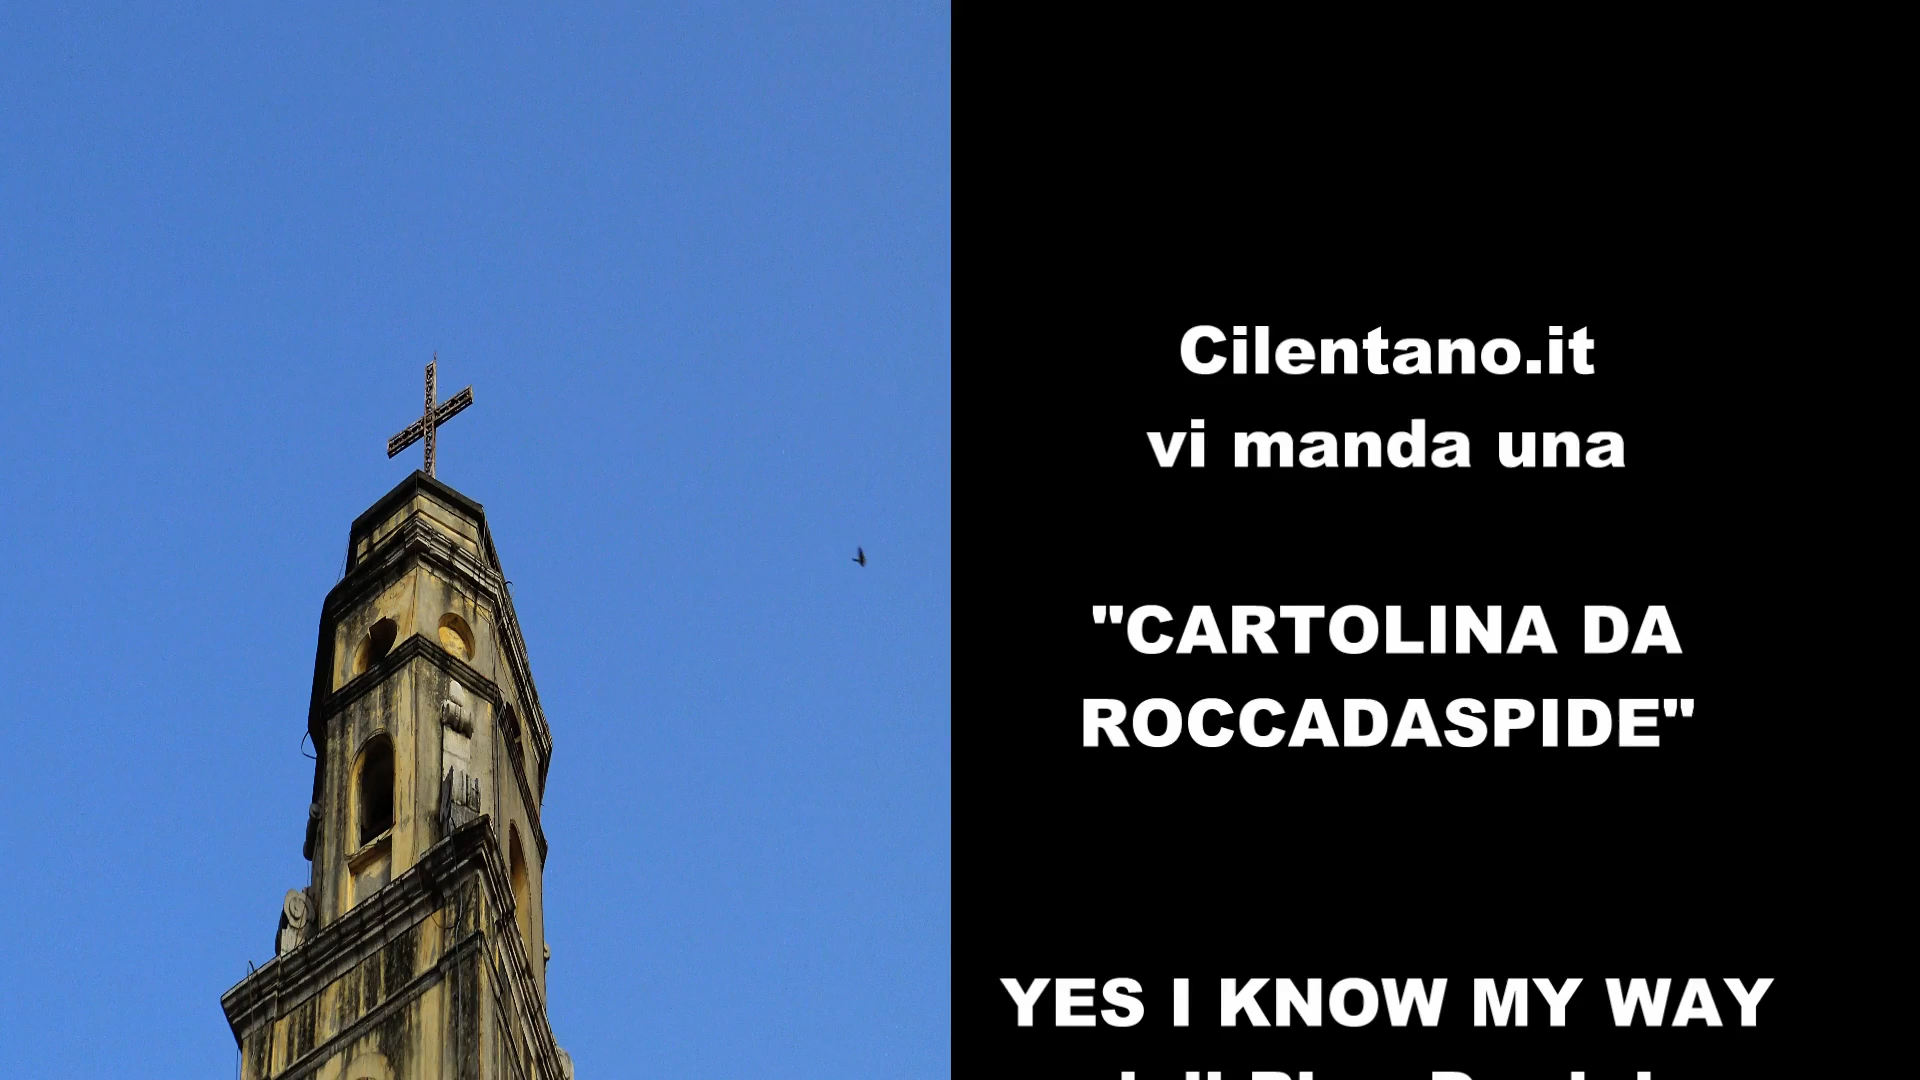 Cilentano.it
vi manda una
"CARTOLINA DA
ROCCADASPIDE"
YES I KNOW MY WAY